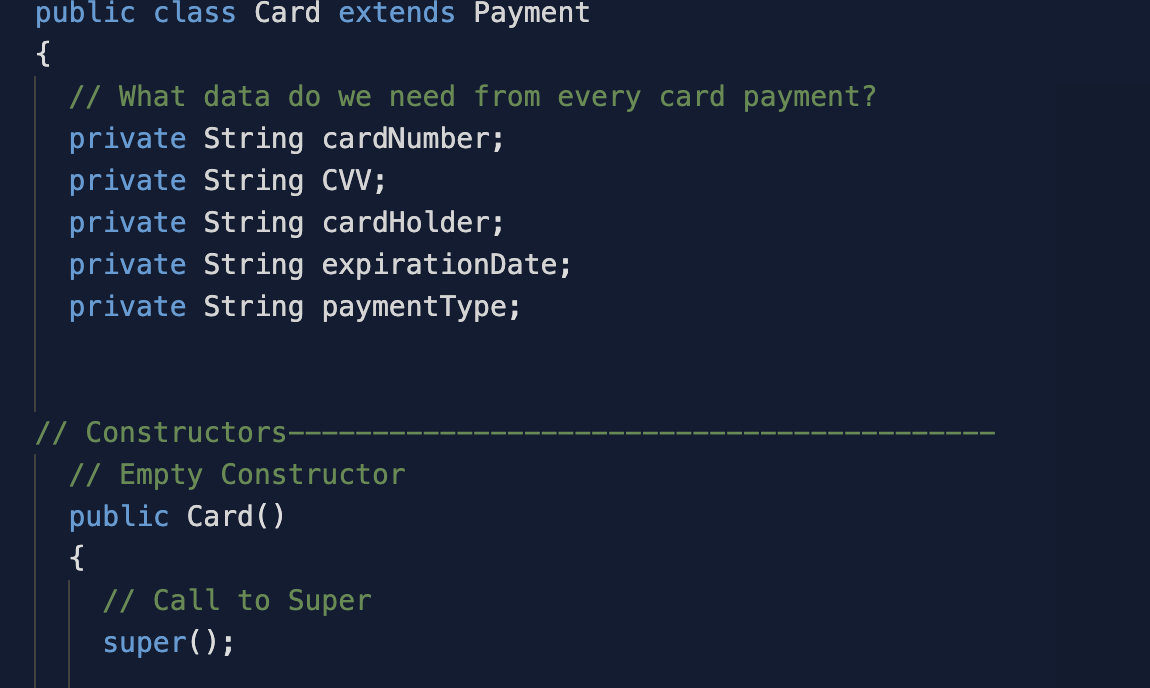 public class Card extends Payment
{
// What data do we need from every card payment?
private String cardNumber;
private String CVV;
private String cardHolder;
private String expirationDate;
private String paymentType;
// Constructors------------------------------------------
// Empty Constructor
public Card()
{
// Call to Super
super();